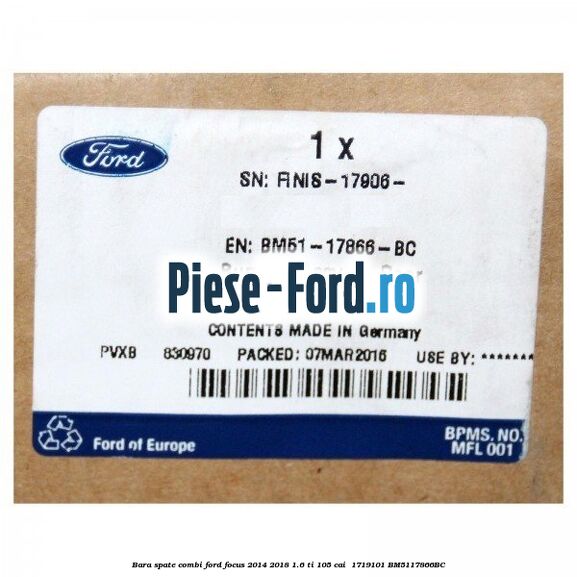 Ford
1 x
SN: FINIS-17906-
EN: BM51-17866-BC
Piese-Ford.ro
CONTENTS MADE IN Germany
PVXB 830970 PACKED: 07MAR2016 USE BY: *******
Ford of Europe
BPMS. NO.
MFL 001
Bara spate combi ford focus 2014 2018 1.6 ti 105 cai 1719101 BM5117866BC